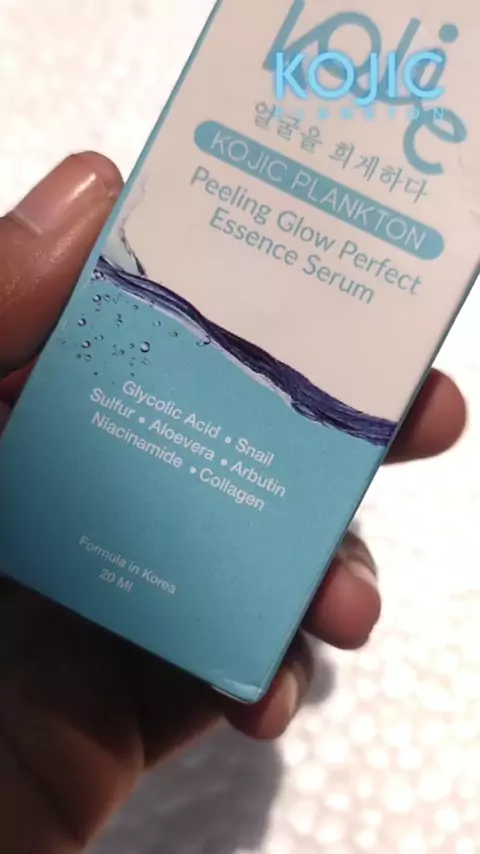 KOJIC
PLANKTON
얼굴을 희게하다
KOJIC PLANKTON
Peeling Glow Perfect
Essence Serum
Glycolic Acid • Snail
Sulfur • Aloevera • Arbutin
Niacinamide • Collagen
Formula in Korea
20 Ml